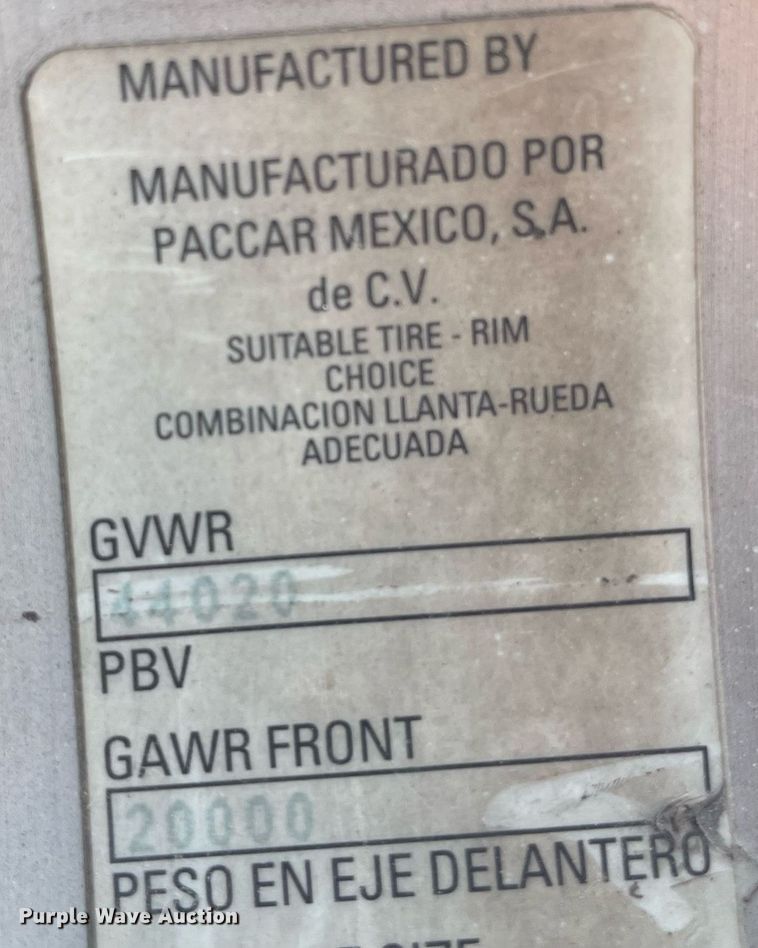 MANUFACTURED BY
MANUFACTURADO POR
PACCAR MEXICO, S.A.
de C.V.
SUITABLE TIRE - RIM
CHOICE
COMBINACION LLANTA-RUEDA
ADECUADA
GVWR
44020
PBV
GAWR FRONT
20000
PESO EN EJE DELANTERO
Purple Wave Auction